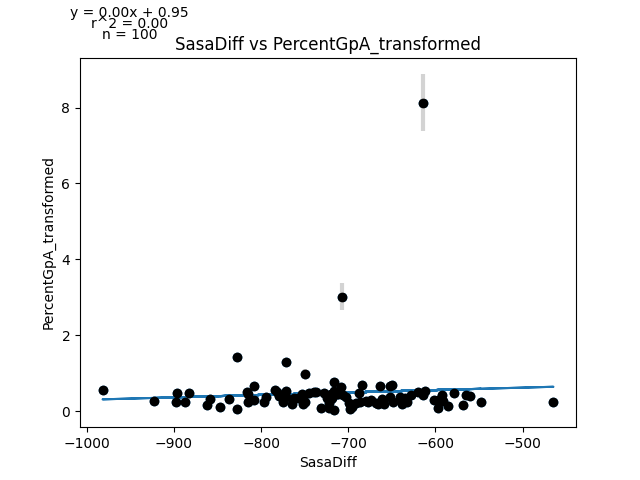 y = 0.00x + 0.95
r^2 = 0.00
n = 100
SasaDiff vs PercentGpA_transformed
8
6
4
2
0
PercentGpA_transformed
−1000 −900 −800 −700 −600 −500
SasaDiff